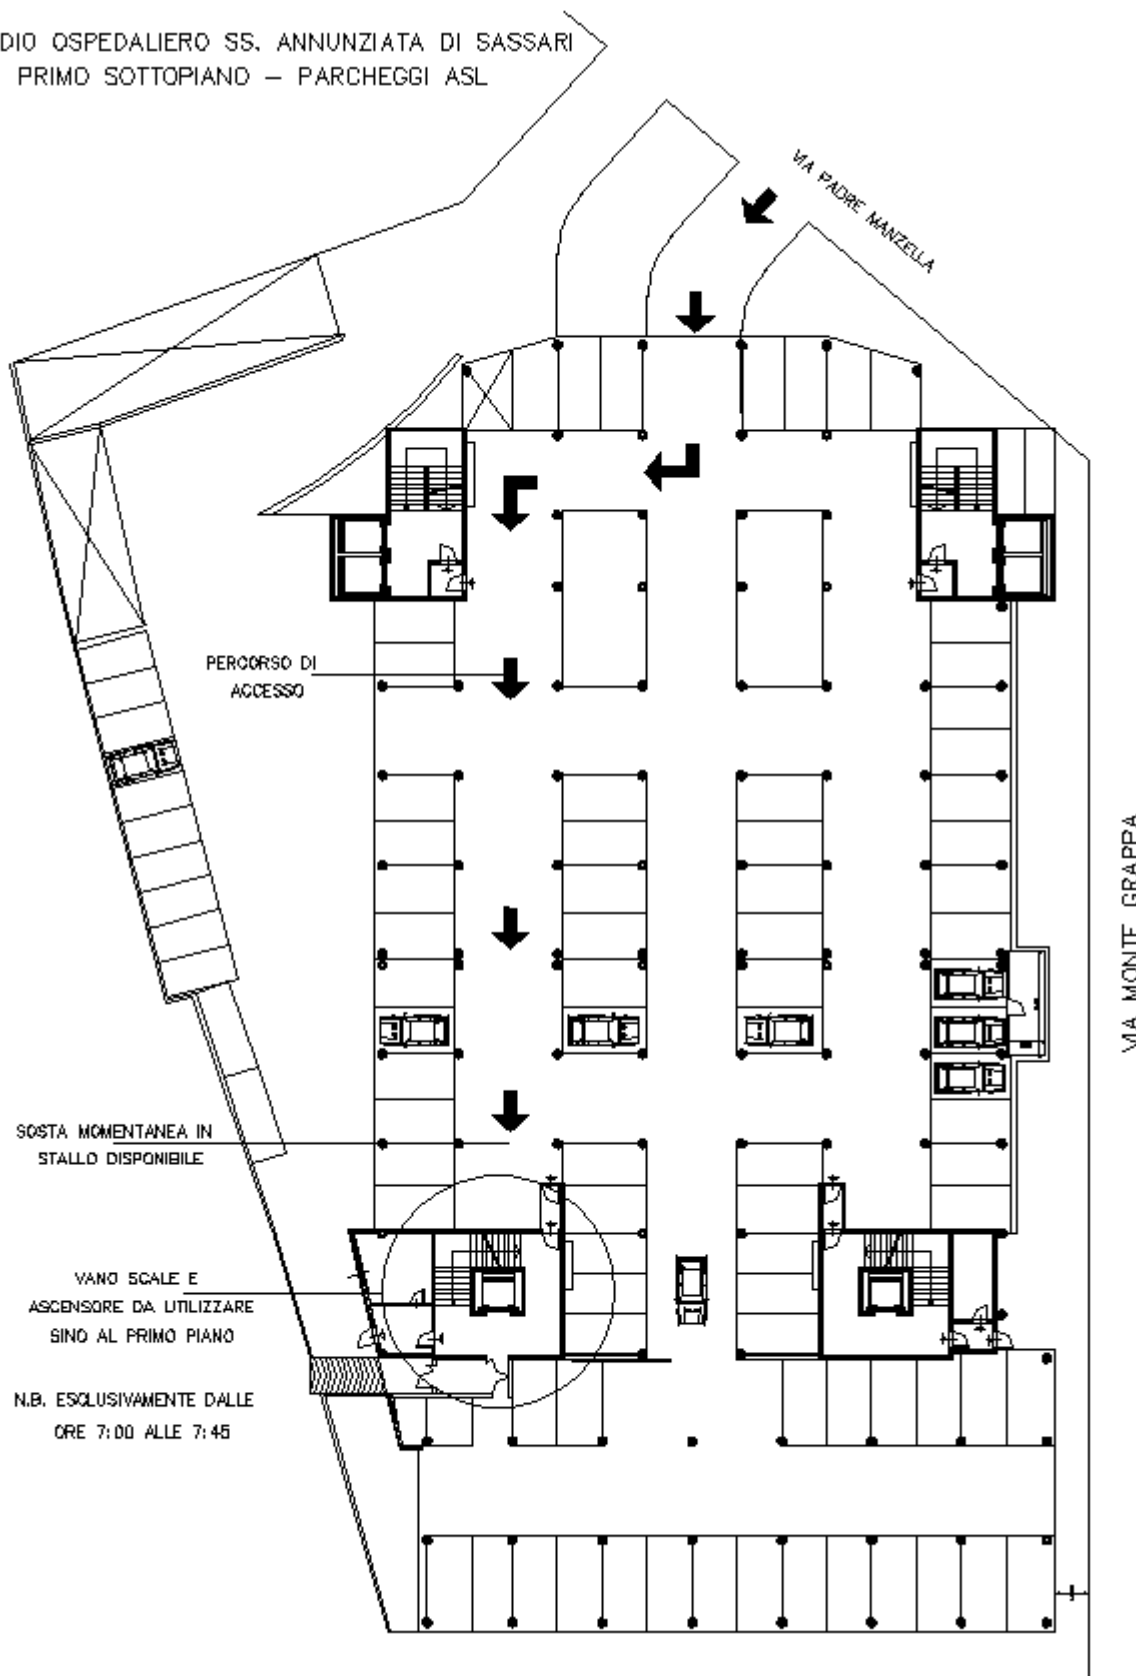 DIO OSPEDALIERO SS. ANNUNZIATA DI SASSARI
PRIMO SOTTOPIANO – PARCHEGGI ASL
VIA PADRE MANZELLA
PERCORSO DI
ACCESSO
VIA MONTE GRAPPA
SOSTA MOMENTANEA IN
STALLO DISPONIBILE
VANO SCALE E
ASCENSORE DA UTILIZZARE
SINO AL PRIMO PIANO
N.B. ESCLUSIVAMENTE DALLE
ORE 7:00 ALLE 7:45